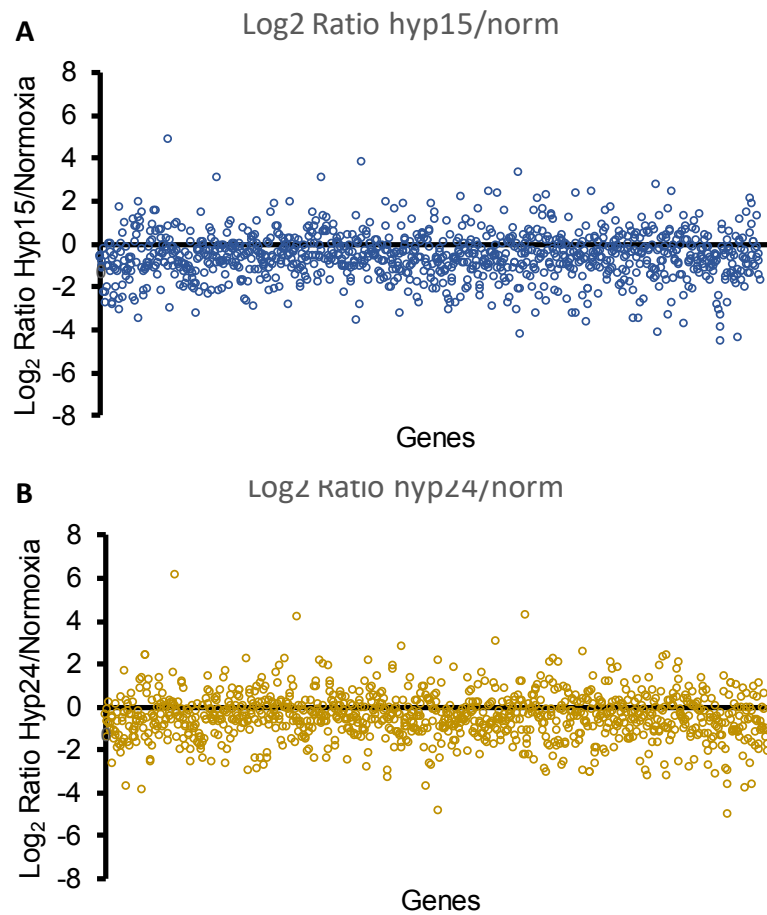 A
Log2 Ratio hyp15/norm
Log₂ Ratio Hyp15/Normoxia
8
6
4
2
0
-2
-4
-6
-8
Genes
B
Log2 Ratio hyp24/norm
Log₂ Ratio Hyp24/Normoxia
8
6
4
2
0
-2
-4
-6
-8
Genes